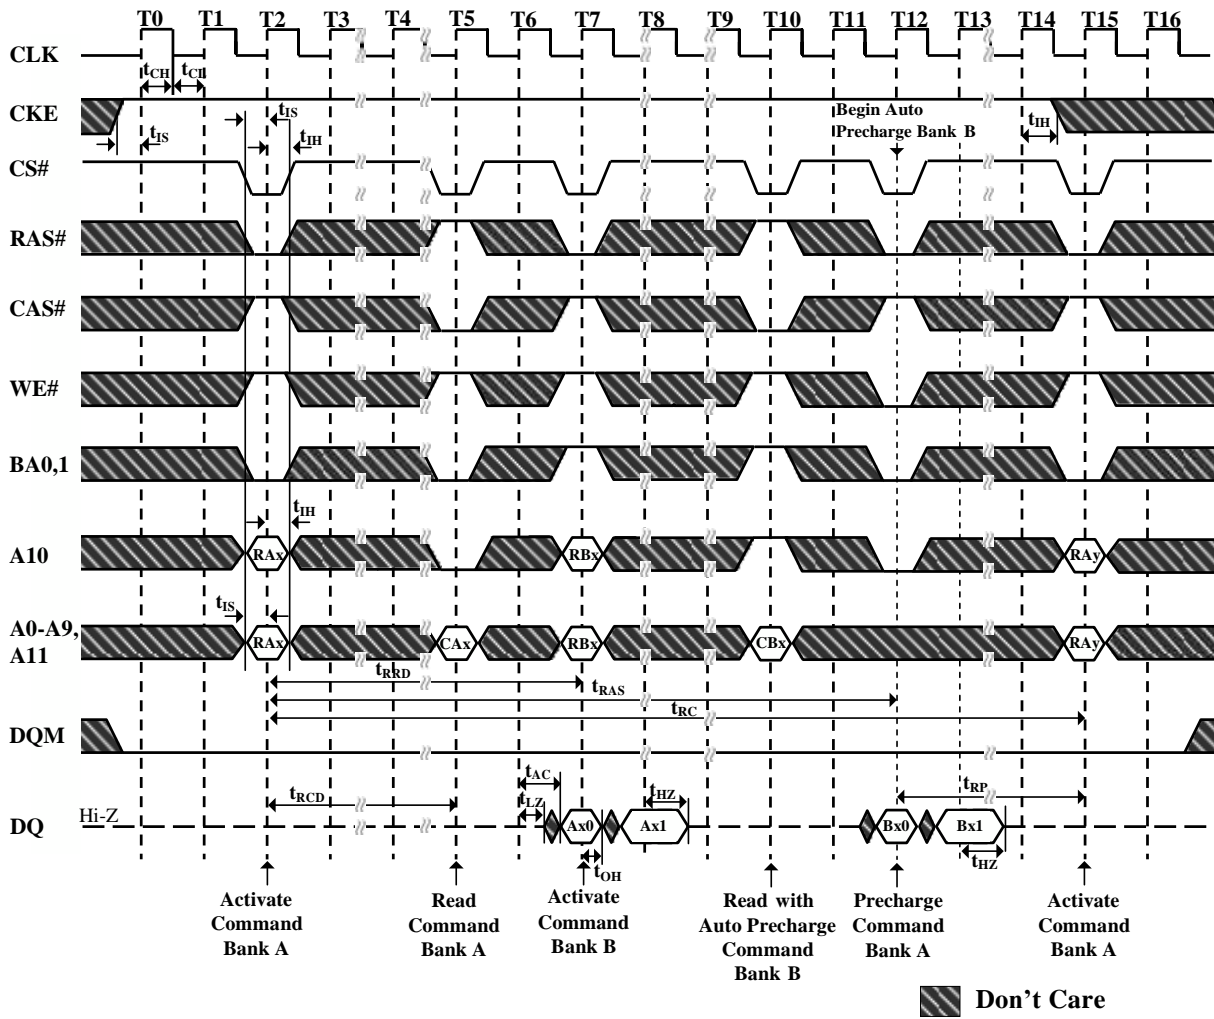 T0 T1 T2 T3 T4 T5 T6 T7 T8 T9 T10 T11 T12 T13 T14 T15 T16
CLK
tCH tCL
CKE
tIS
Begin Auto
Precharge Bank B
tIH
tIS
tIH
CS#
RAS#
CAS#
WE#
BA0,1
tIH
A10
RAx RBx RAy
tIS
A0-A9,
A11
RAx CAx RBx CBx RAy
tRRD
tRAS
tRC
DQM
tAC
tRCD
tLZ
tHZ
tRP
Hi-Z
DQ
Ax0 Ax1 Bx0 Bx1
tOH
tHZ
Activate
Command
Bank A
Read
Command
Bank A
Activate
Command
Bank B
Read with
Auto Precharge
Command
Bank B
Precharge
Command
Bank A
Activate
Command
Bank A
Don't Care